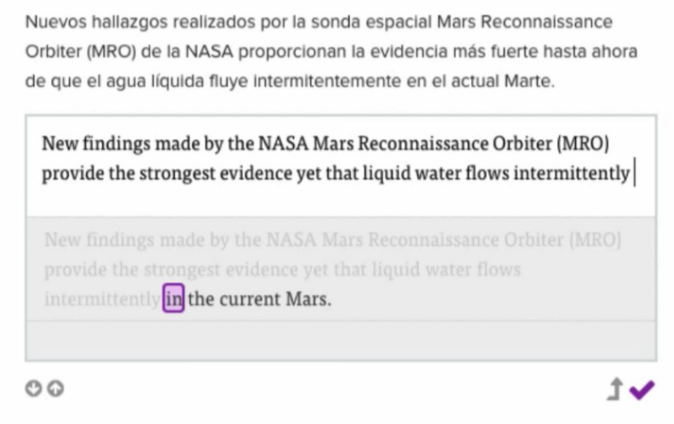 Nuevos hallazgos realizados por la sonda espacial Mars Reconnaissance
Orbiter (MRO) de la NASA proporcionan la evidencia más fuerte hasta ahora
de que el agua líquida fluye intermitentemente en el actual Marte.
New findings made by the NASA Mars Reconnaissance Orbiter (MRO)
provide the strongest evidence yet that liquid water flows intermittently
New findings made by the NASA Mars Reconnaissance Orbiter (MRO)
provide the strongest evidence yet that liquid water flows
intermittently in the current Mars.